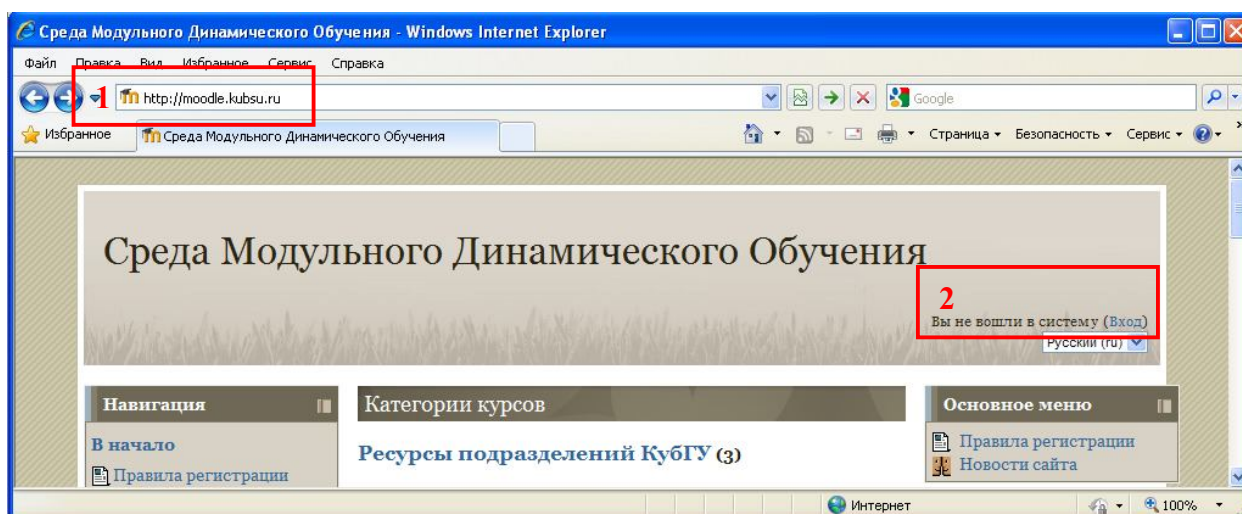 Среда Модульного Динамического Обучения - Windows Internet Explorer
Файл Правка Вид Избранное Сервис Справка
1 http://moodle.kubsu.ru Google
Избранное Среда Модульного Динамического Обучения Страница Безопасность Сервис »
Среда Модульного Динамического Обучения
2
Вы не вошли в систему (Вход)
Русский (ru)
Навигация Категории курсов Основное меню
В начало Ресурсы подразделений КубГУ (3) Правила регистрации
Правила регистрации Новости сайта
Интернет 100%